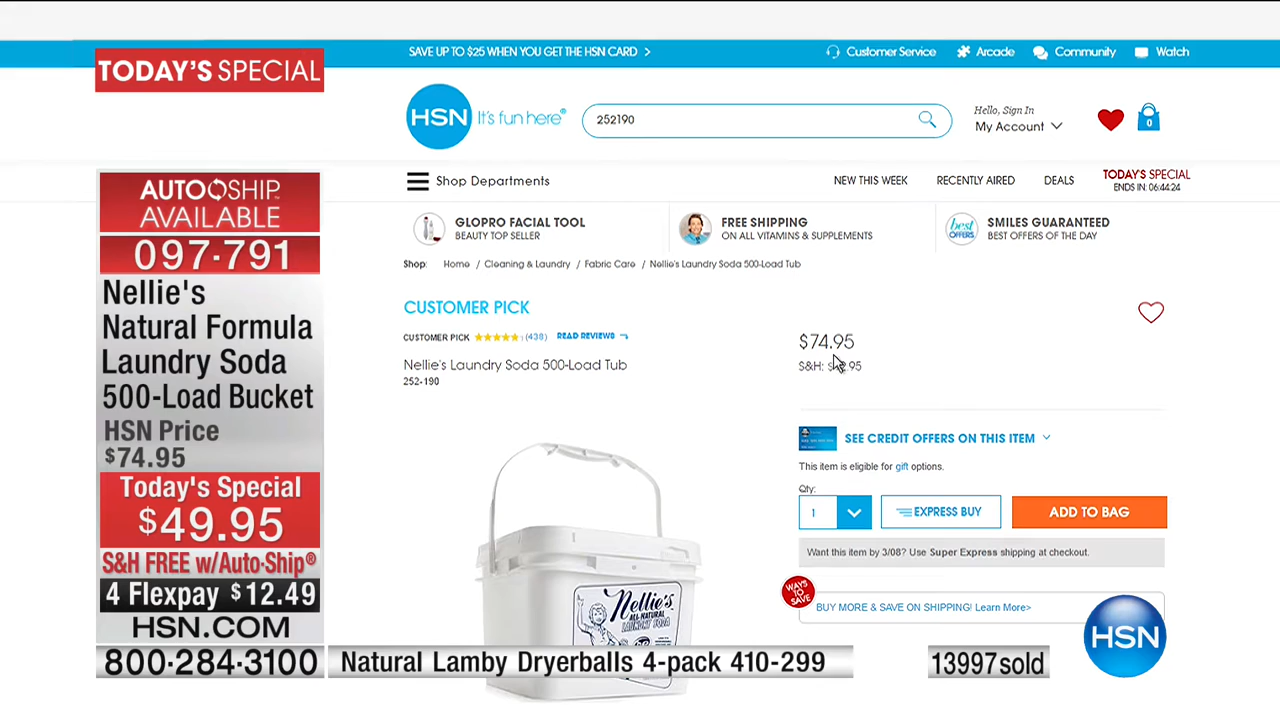 SAVE UP TO $25 WHEN YOU GET THE HSN CARD >
Customer Service
Arcade
Community
Watch
TODAY'S SPECIAL
HSN It's fun here®
252190
Hello, Sign In
My Account
0
Shop Departments
NEW THIS WEEK
RECENTLY AIRED
DEALS
TODAY'S SPECIAL
ENDS IN: 06:44:24
GLOPRO FACIAL TOOL
BEAUTY TOP SELLER
FREE SHIPPING
ON ALL VITAMINS & SUPPLEMENTS
best OFFERS
SMILES GUARANTEED
BEST OFFERS OF THE DAY
Shop: Home / Cleaning & Laundry / Fabric Care / Nellie's Laundry Soda 500-Load Tub
AUTO SHIP
AVAILABLE
097·791
Nellie's
Natural Formula
Laundry Soda
500-Load Bucket
HSN Price
$74.95
Today's Special
$49.95
S&H FREE w/Auto-Ship®
4 Flexpay $12.49
HSN.COM
800·284·3100
CUSTOMER PICK
CUSTOMER PICK (438) READ REVIEWS
Nellie's Laundry Soda 500-Load Tub
252-190
$74.95
S&H:
SEE CREDIT OFFERS ON THIS ITEM
This item is eligible for gift options.
Qty:
1
EXPRESS BUY
ADD TO BAG
Want this item by 3/08? Use Super Express shipping at checkout.
WAYS TO SAVE
BUY MORE & SAVE ON SHIPPING! Learn More>
Nellie's
ALL-NATURAL
LAUNDRY SODA
HSN
Natural Lamby Dryerballs 4-pack 410-299
13997 sold